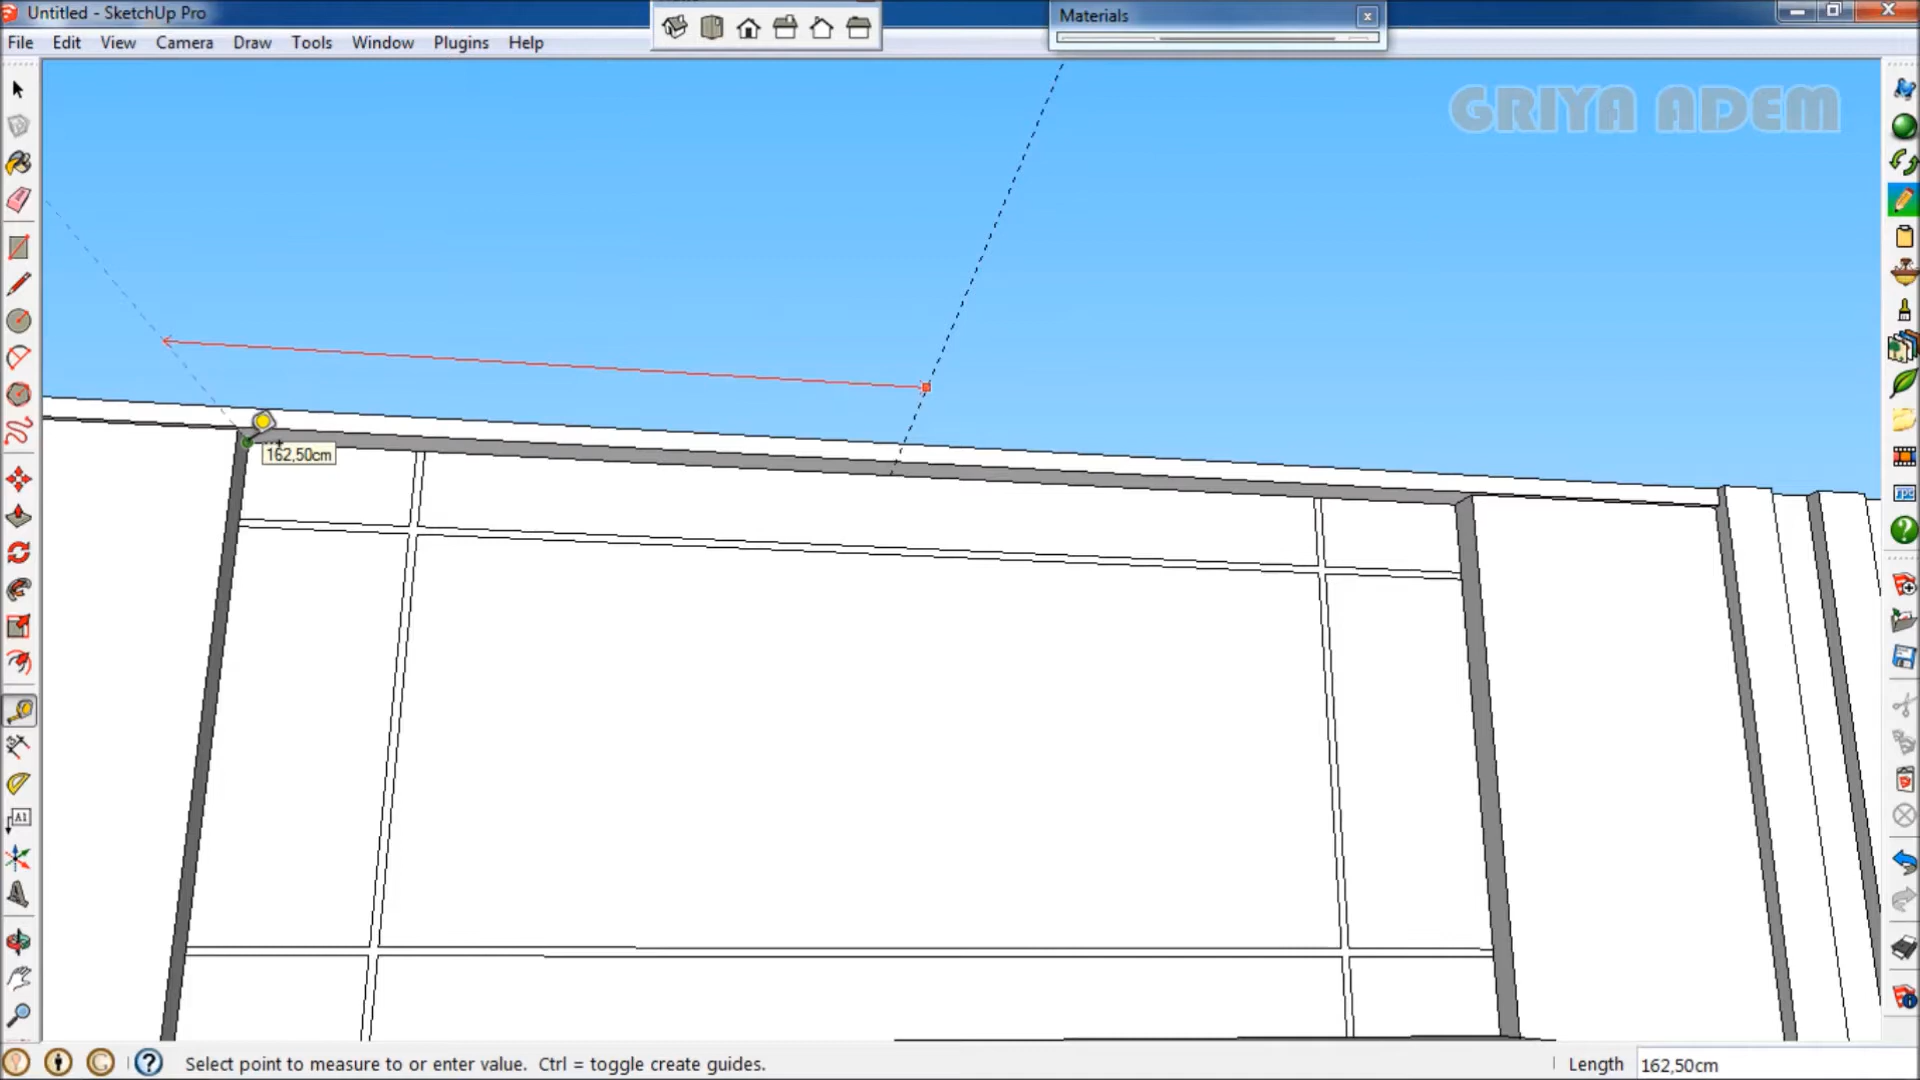 Untitled - SketchUp Pro
Materials
File Edit View Camera Draw Tools Window Plugins Help
GRIYA ADEM
162,50cm
Select point to measure to or enter value. Ctrl = toggle create guides.
Length 162,50cm